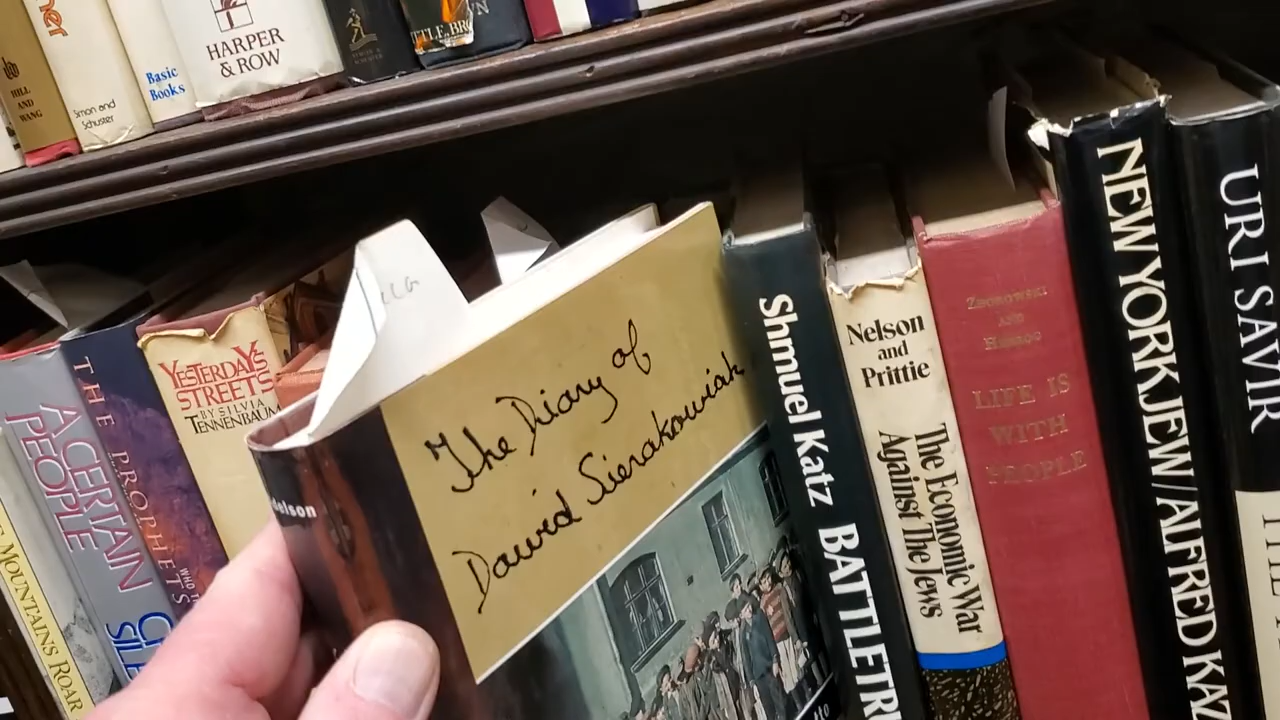 HILL
AND
WANG
Simon and
Schuster
Basic
Books
HARPER
& ROW
MOUNTAINS ROAR
A CERTAIN
PEOPLE
THE PROPHETS
YESTERDAY'S
STREETS
BY SILVIA
TENNENBAUM
elson
The Diary of
Dawid Sierakowiak
Shmuel Katz
Nelson
and
Prittie
The Economic War
Against The Jews
ZBOROWSKI
AND
HERZOG
LIFE IS
WITH
PEOPLE
NEW YORK JEW/ALFRED KAZ
URI SAVIR